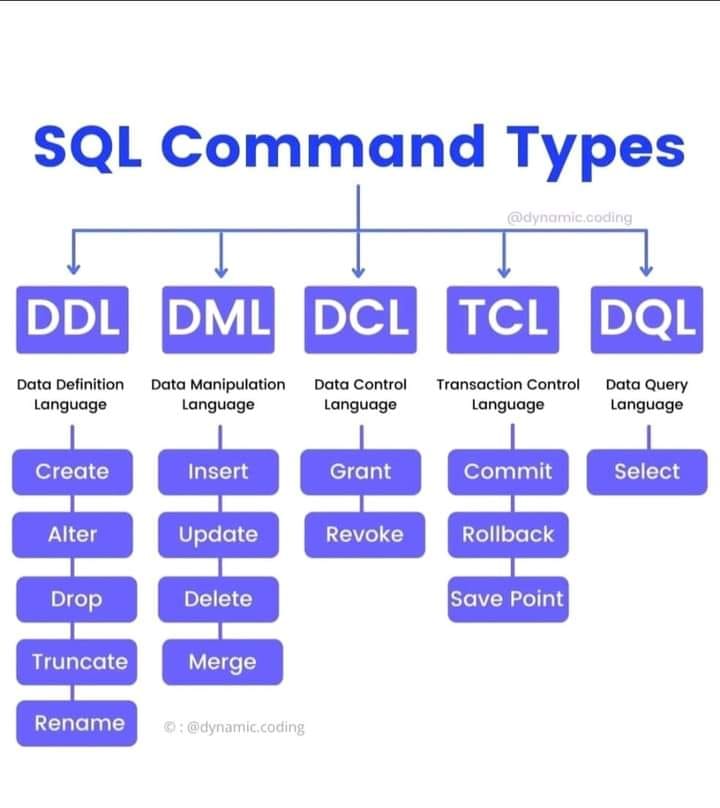 SQL Command Types
@dynamic.coding
DDL
DML
DCL
TCL
DQL
Data Definition
Language
Data Manipulation
Language
Data Control
Language
Transaction Control
Language
Data Query
Language
Create
Alter
Drop
Truncate
Rename
Insert
Update
Delete
Merge
Grant
Revoke
Commit
Rollback
Save Point
Select
© : @dynamic.coding